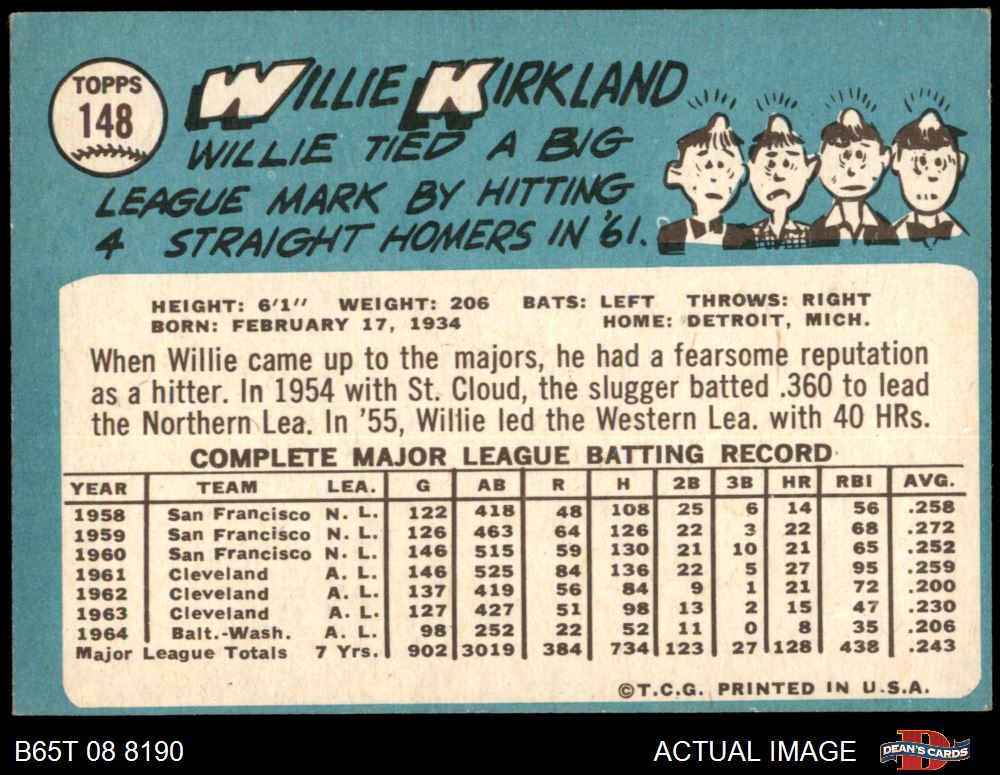 TOPPS
148
WILLIE KIRKLAND
WILLIE TIED A BIG
LEAGUE MARK BY HITTING
4 STRAIGHT HOMERS IN '61.
HEIGHT: 6'1" WEIGHT: 206 BATS: LEFT THROWS: RIGHT
BORN: FEBRUARY 17, 1934 HOME: DETROIT, MICH.
When Willie came up to the majors, he had a fearsome reputation
as a hitter. In 1954 with St. Cloud, the slugger batted .360 to lead
the Northern Lea. In '55, Willie led the Western Lea. with 40 HRs.
COMPLETE MAJOR LEAGUE BATTING RECORD
YEAR TEAM LEA. G AB R H 2B 3B HR RBI AVG.
1958 San Francisco N. L. 122 418 48 108 25 6 14 56 .258
1959 San Francisco N. L. 126 463 64 126 22 3 22 68 .272
1960 San Francisco N. L. 146 515 59 130 21 10 21 65 .252
1961 Cleveland A. L. 146 525 84 136 22 5 27 95 .259
1962 Cleveland A. L. 137 419 56 84 9 1 21 72 .200
1963 Cleveland A. L. 127 427 51 98 13 2 15 47 .230
1964 Balt.-Wash. A. L. 98 252 22 52 11 0 8 35 .206
Major League Totals 7 Yrs. 902 3019 384 734 123 27 128 438 .243
©T.C.G. PRINTED IN U.S.A.
B65T 08 8190 ACTUAL IMAGE DEAN'S CARDS